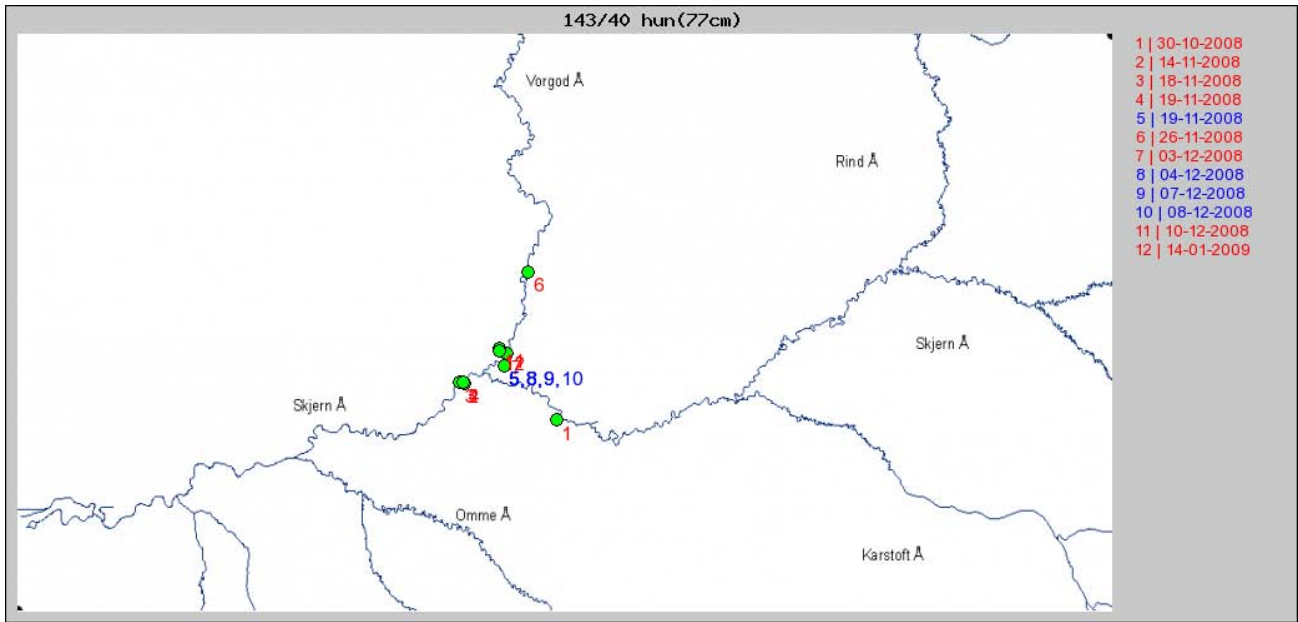 143/40 hun(77cm)
Vorgod Å
Rind Å
6
Skjern Å
5,8,9,10
Skjern Å
1
Omme Å
Karstoft Å
1 | 30-10-2008
2 | 14-11-2008
3 | 18-11-2008
4 | 19-11-2008
5 | 19-11-2008
6 | 26-11-2008
7 | 03-12-2008
8 | 04-12-2008
9 | 07-12-2008
10 | 08-12-2008
11 | 10-12-2008
12 | 14-01-2009